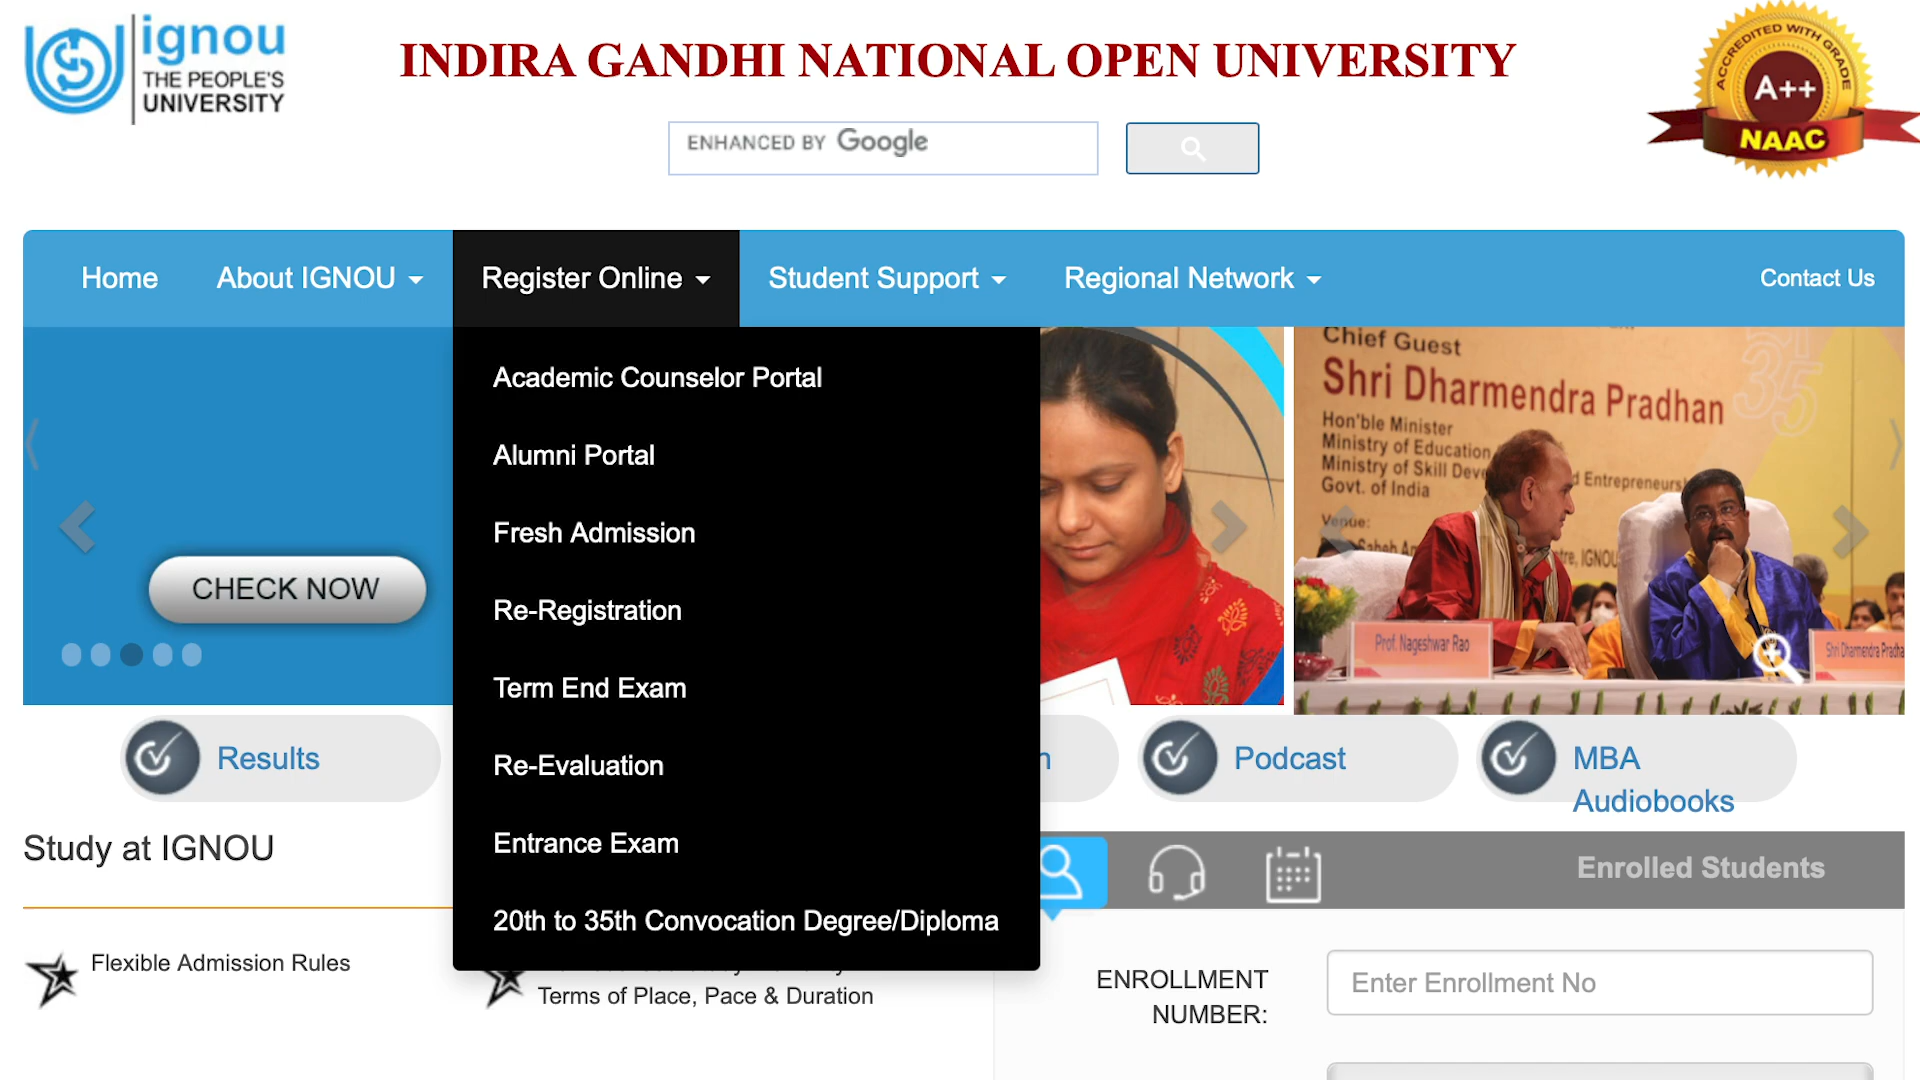 ignou
THE PEOPLE'S
UNIVERSITY
INDIRA GANDHI NATIONAL OPEN UNIVERSITY
ENHANCED BY Google
ACCREDITED WITH GRADE
A++
NAAC
Home
About IGNOU
Register Online
Student Support
Regional Network
Contact Us
Academic Counselor Portal
Alumni Portal
Fresh Admission
Re-Registration
Term End Exam
Re-Evaluation
Entrance Exam
20th to 35th Convocation Degree/Diploma
CHECK NOW
Chief Guest
Shri Dharmendra Pradhan
Hon'ble Minister
Ministry of Education
Ministry of Skill Deve
d Entrepreneurs
Govt. of India
Venue:
IGNOU
35
Prof. Nageshwar Rao
Shri Dharmendra Pradha
Results
n
Podcast
MBA
Audiobooks
Study at IGNOU
Enrolled Students
Flexible Admission Rules
Terms of Place, Pace & Duration
ENROLLMENT
NUMBER:
Enter Enrollment No